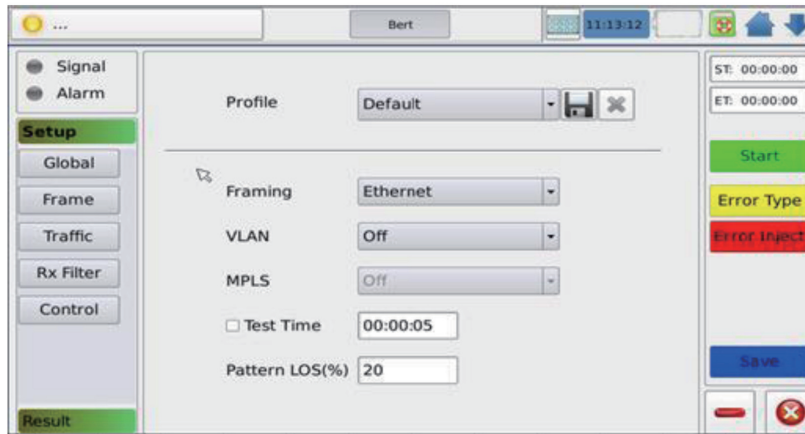 ...
Bert
11:13:12
Signal
Alarm
Setup
Global
Frame
Traffic
Rx Filter
Control
Result
Profile
Default
Framing
Ethernet
VLAN
Off
MPLS
Off
Test Time
00:00:05
Pattern LOS(%)
20
ST: 00:00:00
ET: 00:00:00
Start
Error Type
Error Inject
Save